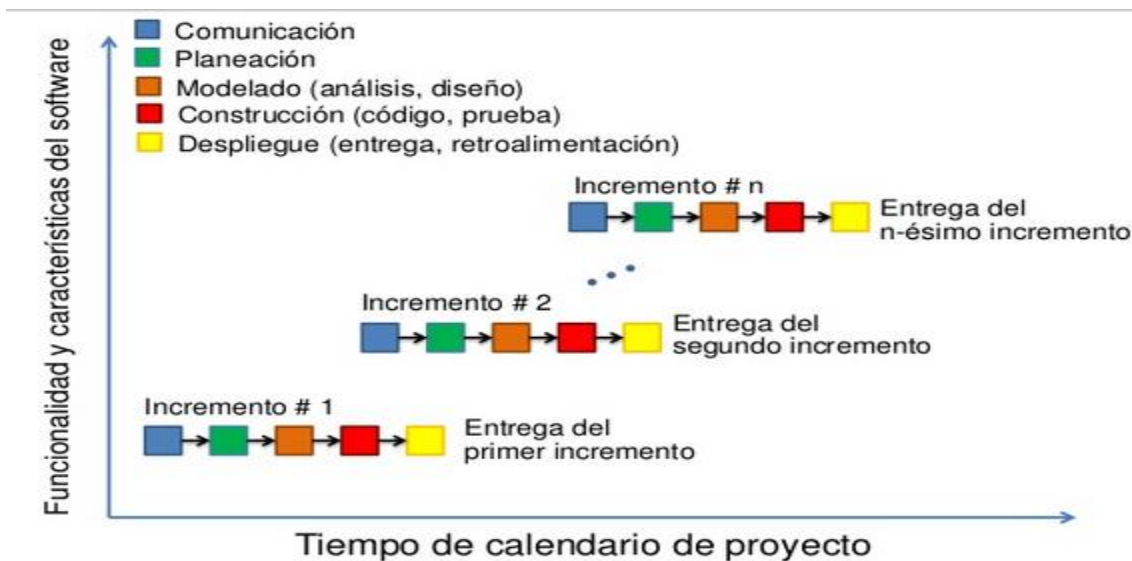 Funcionalidad y características del software
Comunicación
Planeación
Modelado (análisis, diseño)
Construcción (código, prueba)
Despliegue (entrega, retroalimentación)
Incremento # n
Entrega del
n-ésimo incremento
Incremento # 2
Entrega del
segundo incremento
Incremento # 1
Entrega del
primer incremento
Tiempo de calendario de proyecto